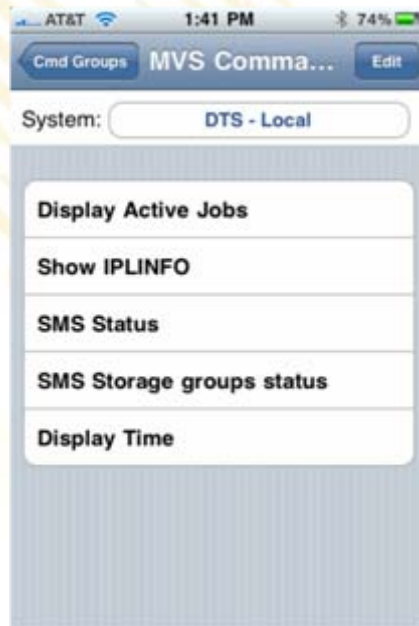 AT&T 1:41 PM 74%
Cmd Groups MVS Comma... Edit
System: DTS - Local
Display Active Jobs
Show IPLINFO
SMS Status
SMS Storage groups status
Display Time